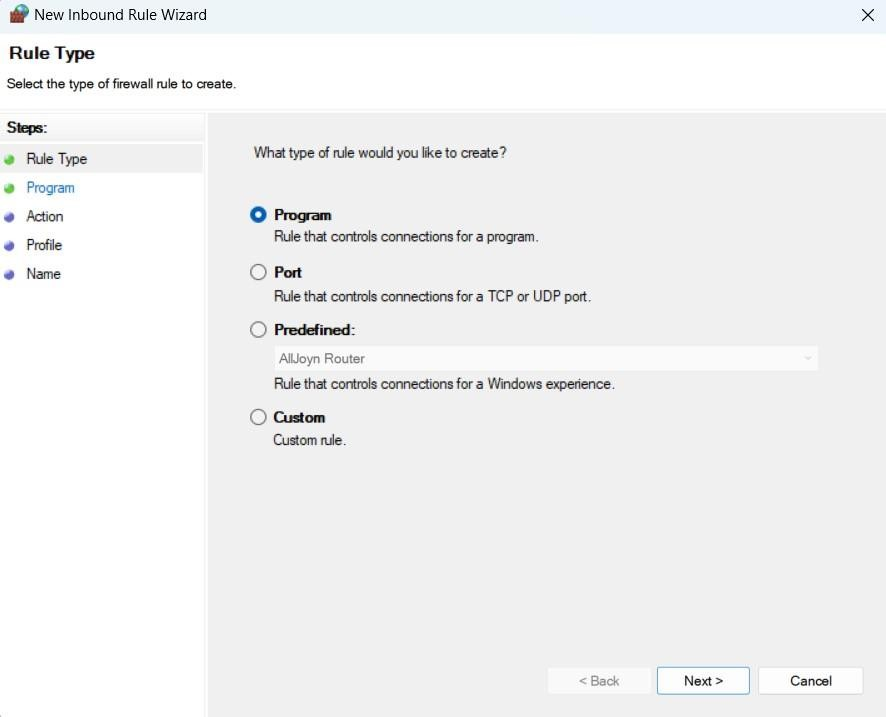 New Inbound Rule Wizard
Rule Type
Select the type of firewall rule to create.
Steps:
Rule Type
Program
Action
Profile
Name
What type of rule would you like to create?
Program
Rule that controls connections for a program.
Port
Rule that controls connections for a TCP or UDP port.
Predefined:
AllJoyn Router
Rule that controls connections for a Windows experience.
Custom
Custom rule.
< Back
Next >
Cancel